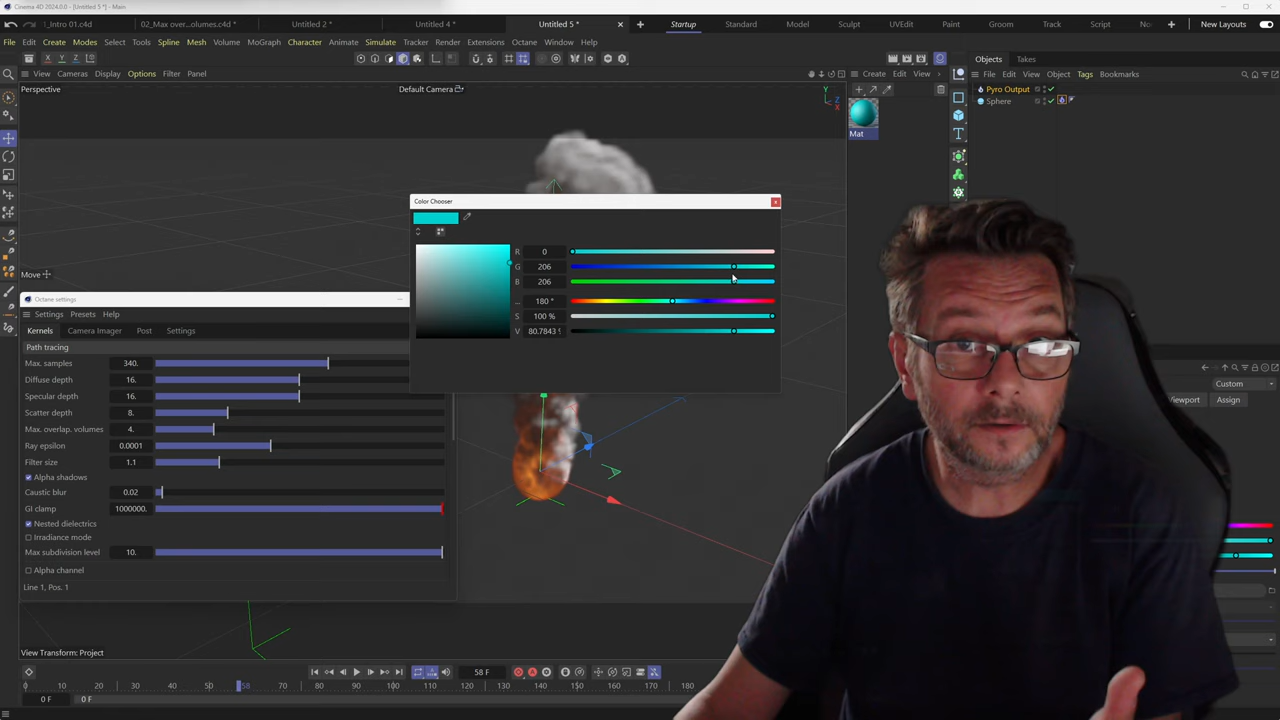 Cinema 4D 2024.0.0 - [Untitled 5 *] - Main
_Intro 01.c4d
02_Max over...olumes.c4d *
Untitled 2 *
Untitled 4 *
Untitled 5 *
Startup
Standard
Model
Sculpt
UVEdit
Paint
Groom
Track
Script
New Layouts
File Edit Create Modes Select Tools Spline Mesh Volume MoGraph Character Animate Simulate Tracker Render Extensions Octane Window Help
Objects Takes
View Cameras Display Options Filter Panel
Create Edit View
File Edit View Object Tags Bookmarks
Perspective
Default Camera
Pyro Output
Sphere
Mat
Y
Z
X
Color Chooser
R 0
G 206
B 206
... 180 °
S 100 %
V 80.7843
Move
Octane settings
Settings Presets Help
Kernels Camera Imager Post Settings
Path tracing
Max. samples 340.
Diffuse depth 16.
Specular depth 16.
Scatter depth 8.
Max. overlap. volumes 4.
Ray epsilon 0.0001
Filter size 1.1
Alpha shadows
Caustic blur 0.02
GI clamp 1000000.
Nested dielectrics
Irradiance mode
Max subdivision level 10.
Alpha channel
Line 1, Pos. 1
Custom
Viewport Assign
View Transform: Project
58 F
0 10 20 30 40 50 58 70 80 90 100 110 120 130 140 150 160 170 180
0 F 0 F